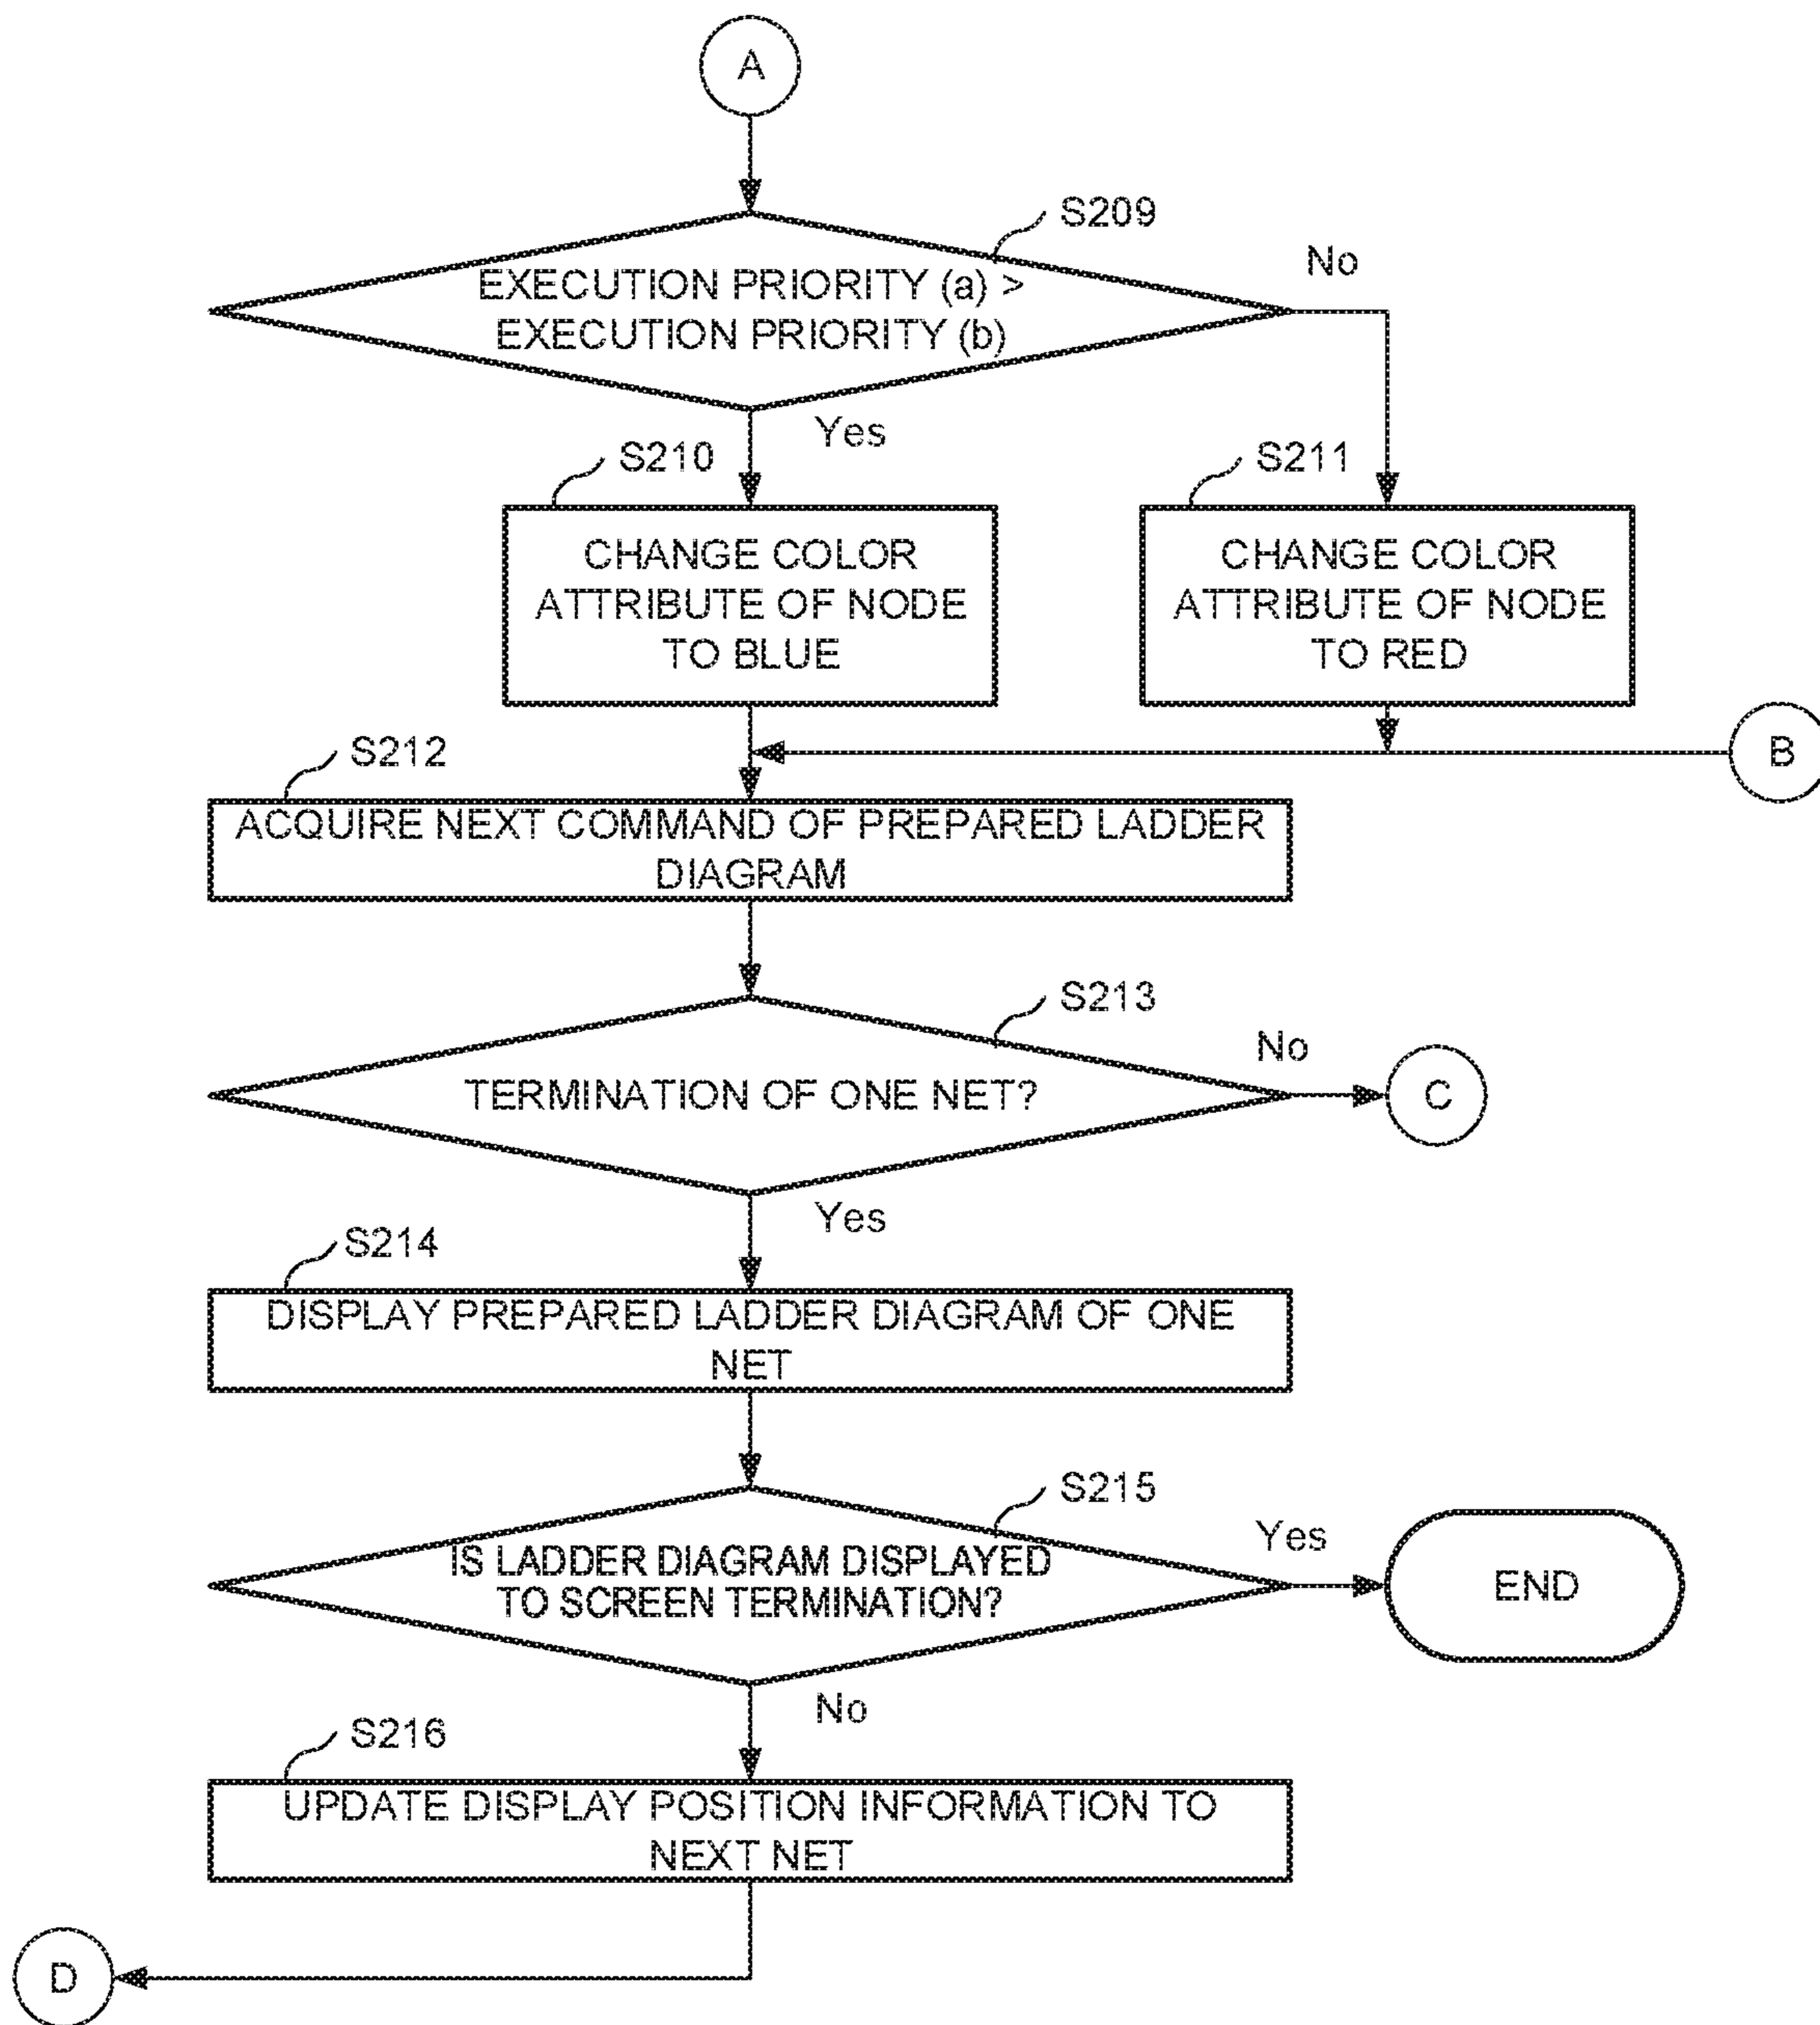 A
S209
No
EXECUTION PRIORITY (a) >
EXECUTION PRIORITY (b)
Yes
S210
S211
CHANGE COLOR
ATTRIBUTE OF NODE
TO BLUE
CHANGE COLOR
ATTRIBUTE OF NODE
TO RED
B
S212
ACQUIRE NEXT COMMAND OF PREPARED LADDER
DIAGRAM
S213
No
TERMINATION OF ONE NET?
C
Yes
S214
DISPLAY PREPARED LADDER DIAGRAM OF ONE
NET
S215
Yes
IS LADDER DIAGRAM DISPLAYED
TO SCREEN TERMINATION?
END
No
S216
UPDATE DISPLAY POSITION INFORMATION TO
NEXT NET
D